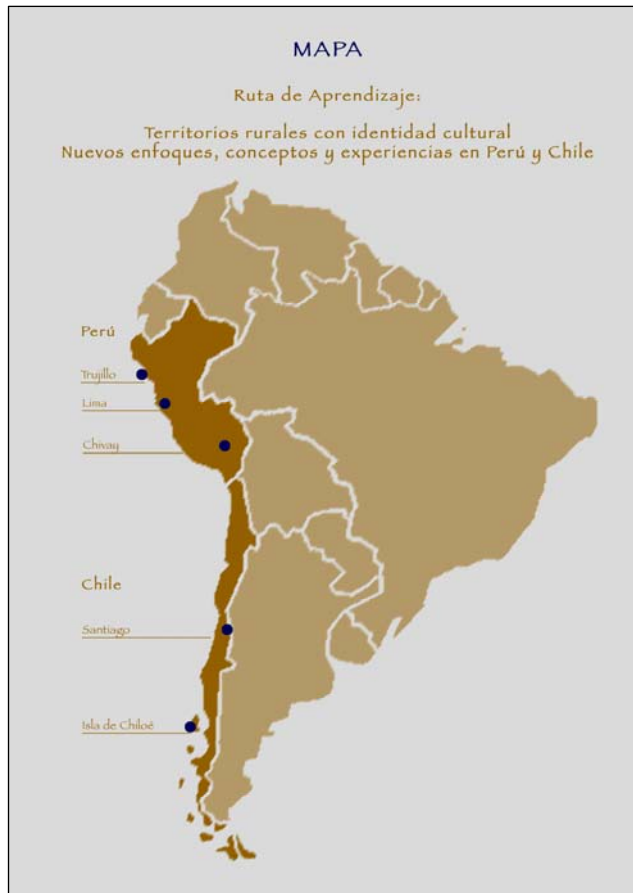 MAPA
Ruta de Aprendizaje:
Territorios rurales con identidad cultural
Nuevos enfoques, conceptos y experiencias en Perú y Chile
Perú
Trujillo
Lima
Chivay
Chile
Santiago
Isla de Chiloé